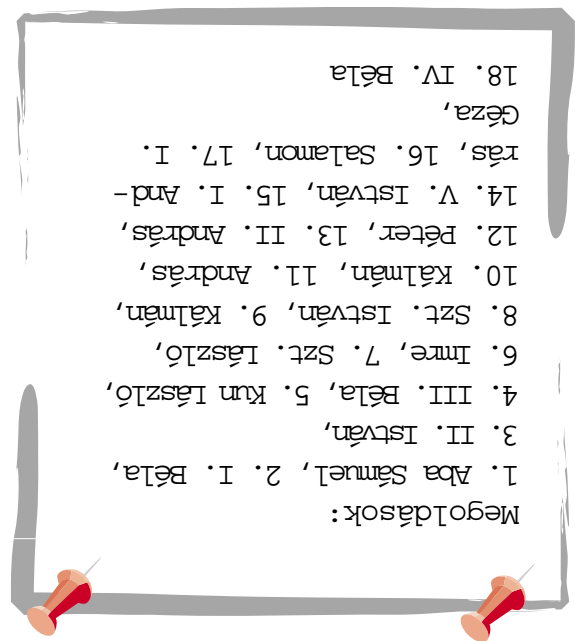 Megoldások:
1. Aba Sámuel, 2. I. Béla,
3. II. István,
4. III. Béla, 5. Kun László,
6. Imre, 7. Szt. László,
8. Szt. István, 9. Kálmán,
10. Kálmán, 11. András,
12. Péter, 13. II. András,
14. V. István, 15. I. And-
rás, 16. Salamon, 17. I.
Géza,
18. IV. Béla